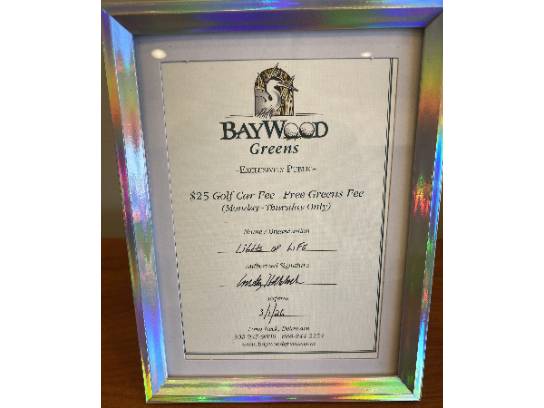 BAYWOOD
Greens
-EXCLUSIVELY PUBLIC-
$25 Golf Car Fee Free Greens Fee
(Monday-Thursday Only)
Name / Organization
Lights of Life
Authorized Signature
Expires
3/1/26
Long Neck, Delaware